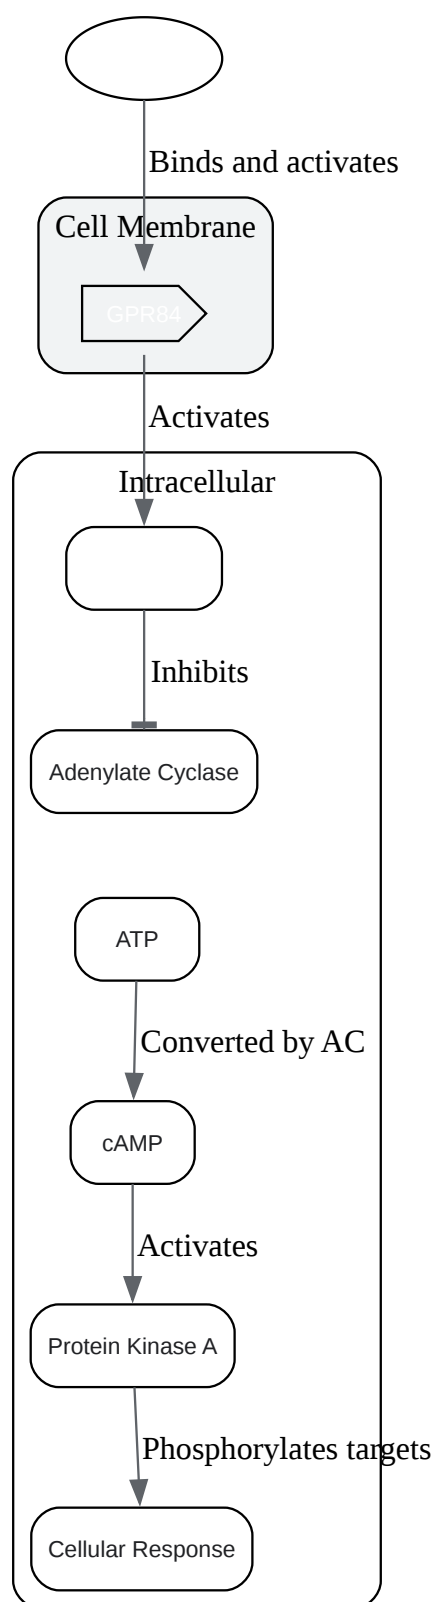 Binds and activates
Cell Membrane
GPR84
Activates
Intracellular
Inhibits
Adenylate Cyclase
ATP
Converted by AC
cAMP
Activates
Protein Kinase A
Phosphorylates targets
Cellular Response